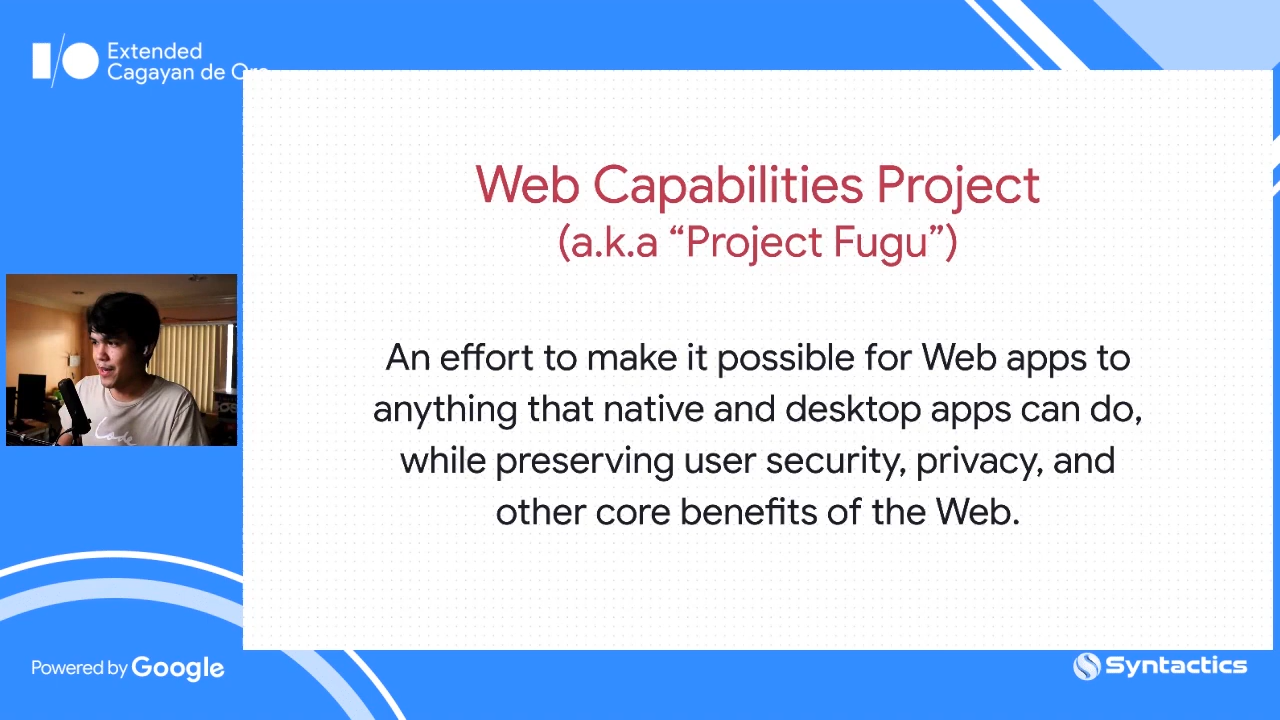 I/O Extended
Cagayan de Oro
Web Capabilities Project
(a.k.a “Project Fugu”)
An effort to make it possible for Web apps to
anything that native and desktop apps can do,
while preserving user security, privacy, and
other core benefits of the Web.
Code
Powered by Google
Syntactics